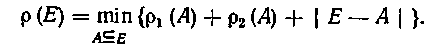 ρ (E) = min {ρ₁ (A) + ρ₂ (A) + | E — A | }.
A⊆E